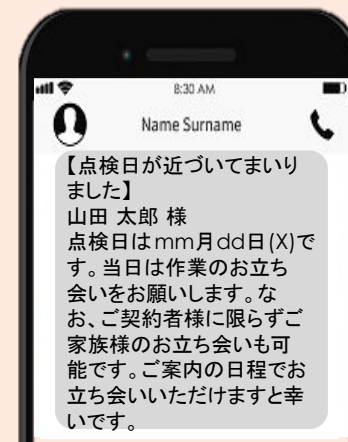 8:30 AM
Name Surname
【点検日が近づいてまいり
ました】
山田 太郎 様
点検日はmm月dd日(X)で
す。当日は作業のお立ち
会いをお願いします。な
お、ご契約者様に限らずご
家族様のお立ち会いも可
能です。ご案内の日程でお
立ち会いいただけますと幸
いです。